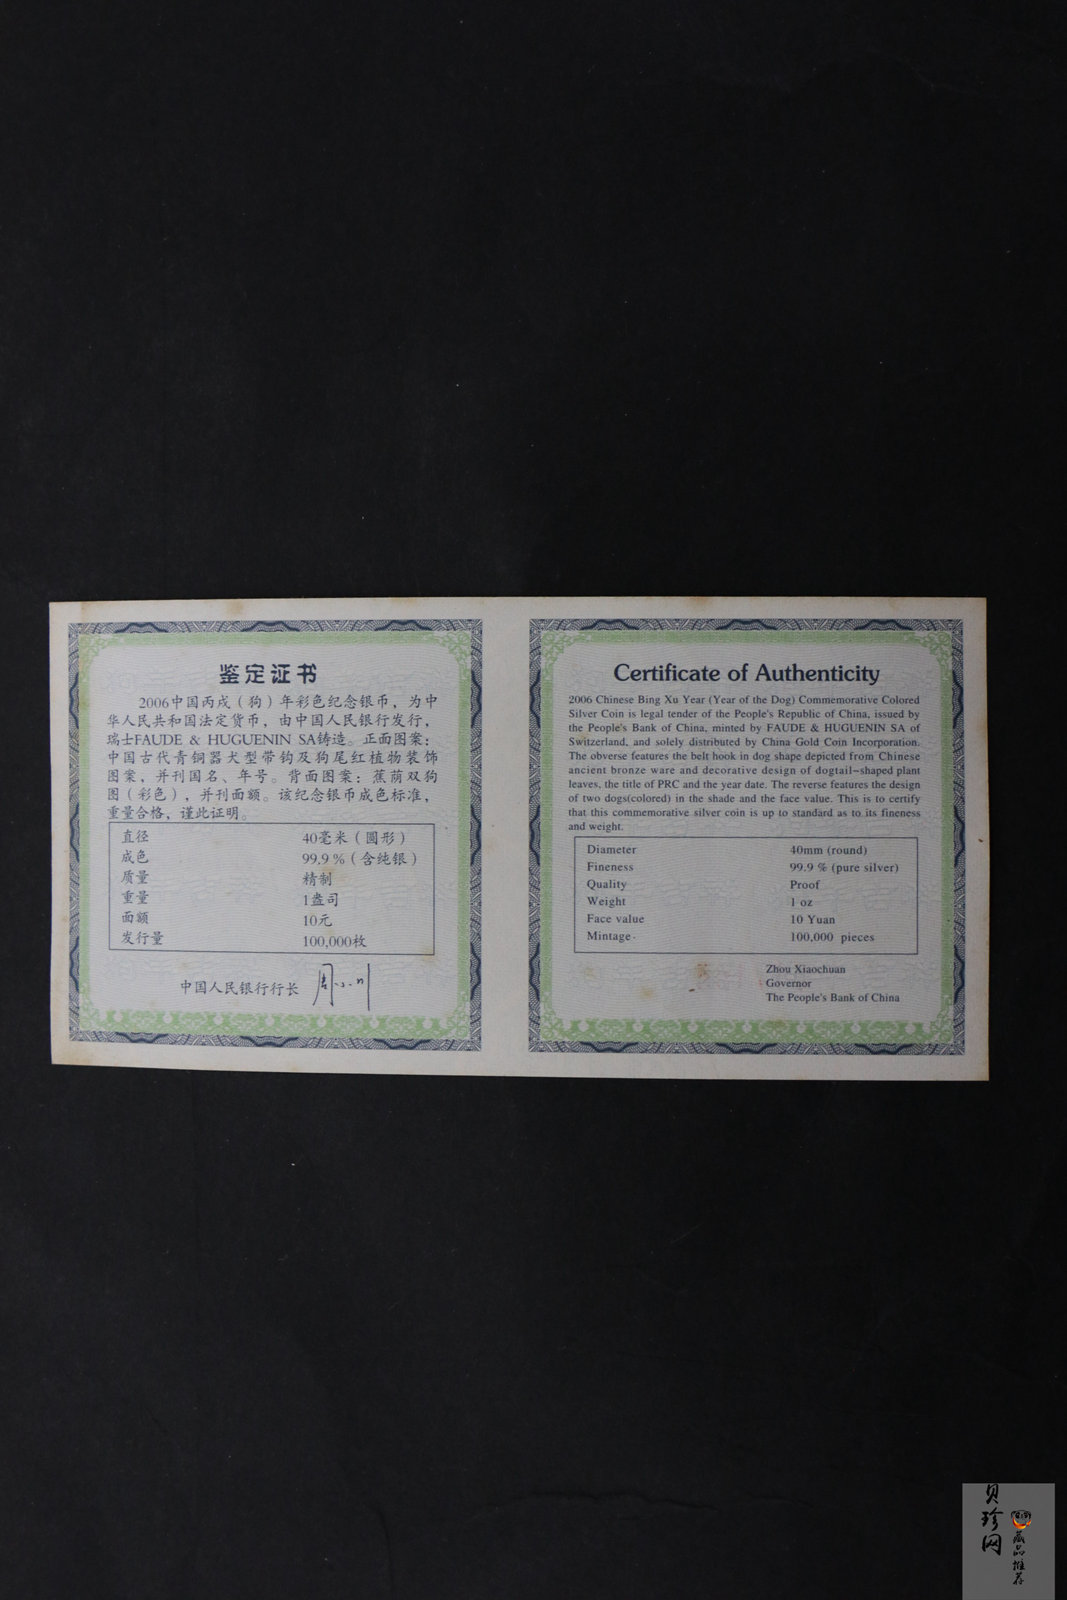 鉴定证书
2006中国丙戌（狗）年彩色纪念银币，为中
华人民共和国法定货币，由中国人民银行发行，
瑞士FAUDE & HUGUENIN SA铸造。正面图案：
中国古代青铜器犬型带钩及狗尾红植物装饰
图案，并刊国名、年号。背面图案：蕉荫双狗
图（彩色），并刊面额。该纪念银币成色标准，
重量合格，谨此证明。
直径 40毫米（圆形）
成色 99.9％（含纯银）
质量 精制
重量 1盎司
面额 10元
发行量 100,000枚
中国人民银行行长 周小川
Certificate of Authenticity
2006 Chinese Bing Xu Year (Year of the Dog) Commemorative Colored
Silver Coin is legal tender of the People's Republic of China, issued by
the People's Bank of China, minted by FAUDE & HUGUENIN SA of
Switzerland, and solely distributed by China Gold Coin Incorporation.
The obverse features the belt hook in dog shape depicted from Chinese
ancient bronze ware and decorative design of dogtail-shaped plant
leaves, the title of PRC and the year date. The reverse features the design
of two dogs(colored) in the shade and the face value. This is to certify
that this commemorative silver coin is up to standard as to its fineness
and weight.
Diameter 40mm (round)
Fineness 99.9 % (pure silver)
Quality Proof
Weight 1 oz
Face value 10 Yuan
Mintage 100,000 pieces
Zhou Xiaochuan
Governor
The People's Bank of China
贝珍网
藏品推荐